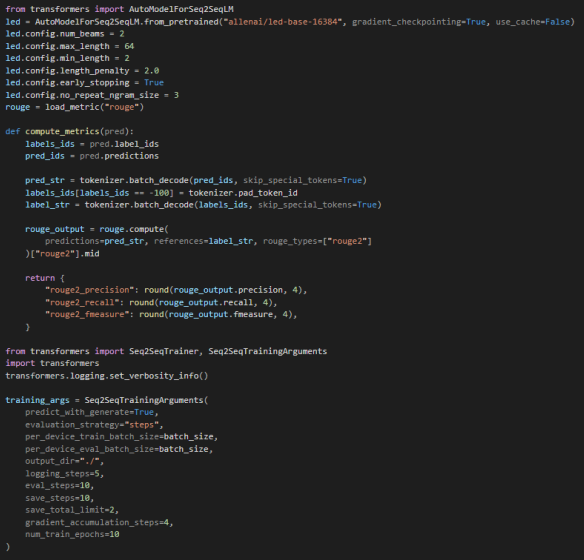 from transformers import AutoModelForSeq2SeqLM
led = AutoModelForSeq2SeqLM.from_pretrained("allenai/led-base-16384", gradient_checkpointing=True, use_cache=False)
led.config.num_beams = 2
led.config.max_length = 64
led.config.min_length = 2
led.config.length_penalty = 2.0
led.config.early_stopping = True
led.config.no_repeat_ngram_size = 3
rouge = load_metric("rouge")

def compute_metrics(pred):
    labels_ids = pred.label_ids
    pred_ids = pred.predictions

    pred_str = tokenizer.batch_decode(pred_ids, skip_special_tokens=True)
    labels_ids[labels_ids == -100] = tokenizer.pad_token_id
    label_str = tokenizer.batch_decode(labels_ids, skip_special_tokens=True)

    rouge_output = rouge.compute(
        predictions=pred_str, references=label_str, rouge_types=["rouge2"]
    )["rouge2"].mid

    return {
        "rouge2_precision": round(rouge_output.precision, 4),
        "rouge2_recall": round(rouge_output.recall, 4),
        "rouge2_fmeasure": round(rouge_output.fmeasure, 4),
    }

from transformers import Seq2SeqTrainer, Seq2SeqTrainingArguments
import transformers
transformers.logging.set_verbosity_info()

training_args = Seq2SeqTrainingArguments(
    predict_with_generate=True,
    evaluation_strategy="steps",
    per_device_train_batch_size=batch_size,
    per_device_eval_batch_size=batch_size,
    output_dir="./",
    logging_steps=5,
    eval_steps=10,
    save_steps=10,
    save_total_limit=2,
    gradient_accumulation_steps=4,
    num_train_epochs=10
)